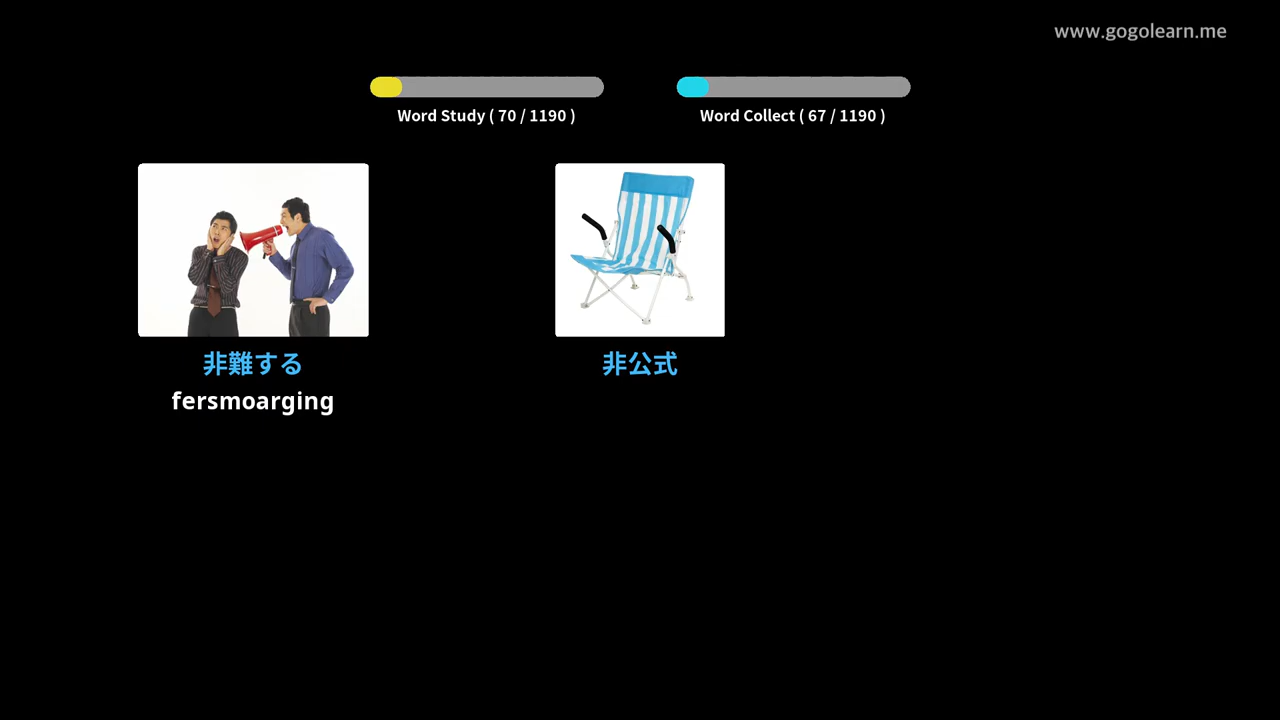 www.gogolearn.me
Word Study ( 70 / 1190 )
Word Collect ( 67 / 1190 )
非難する
fersmoarging
非公式